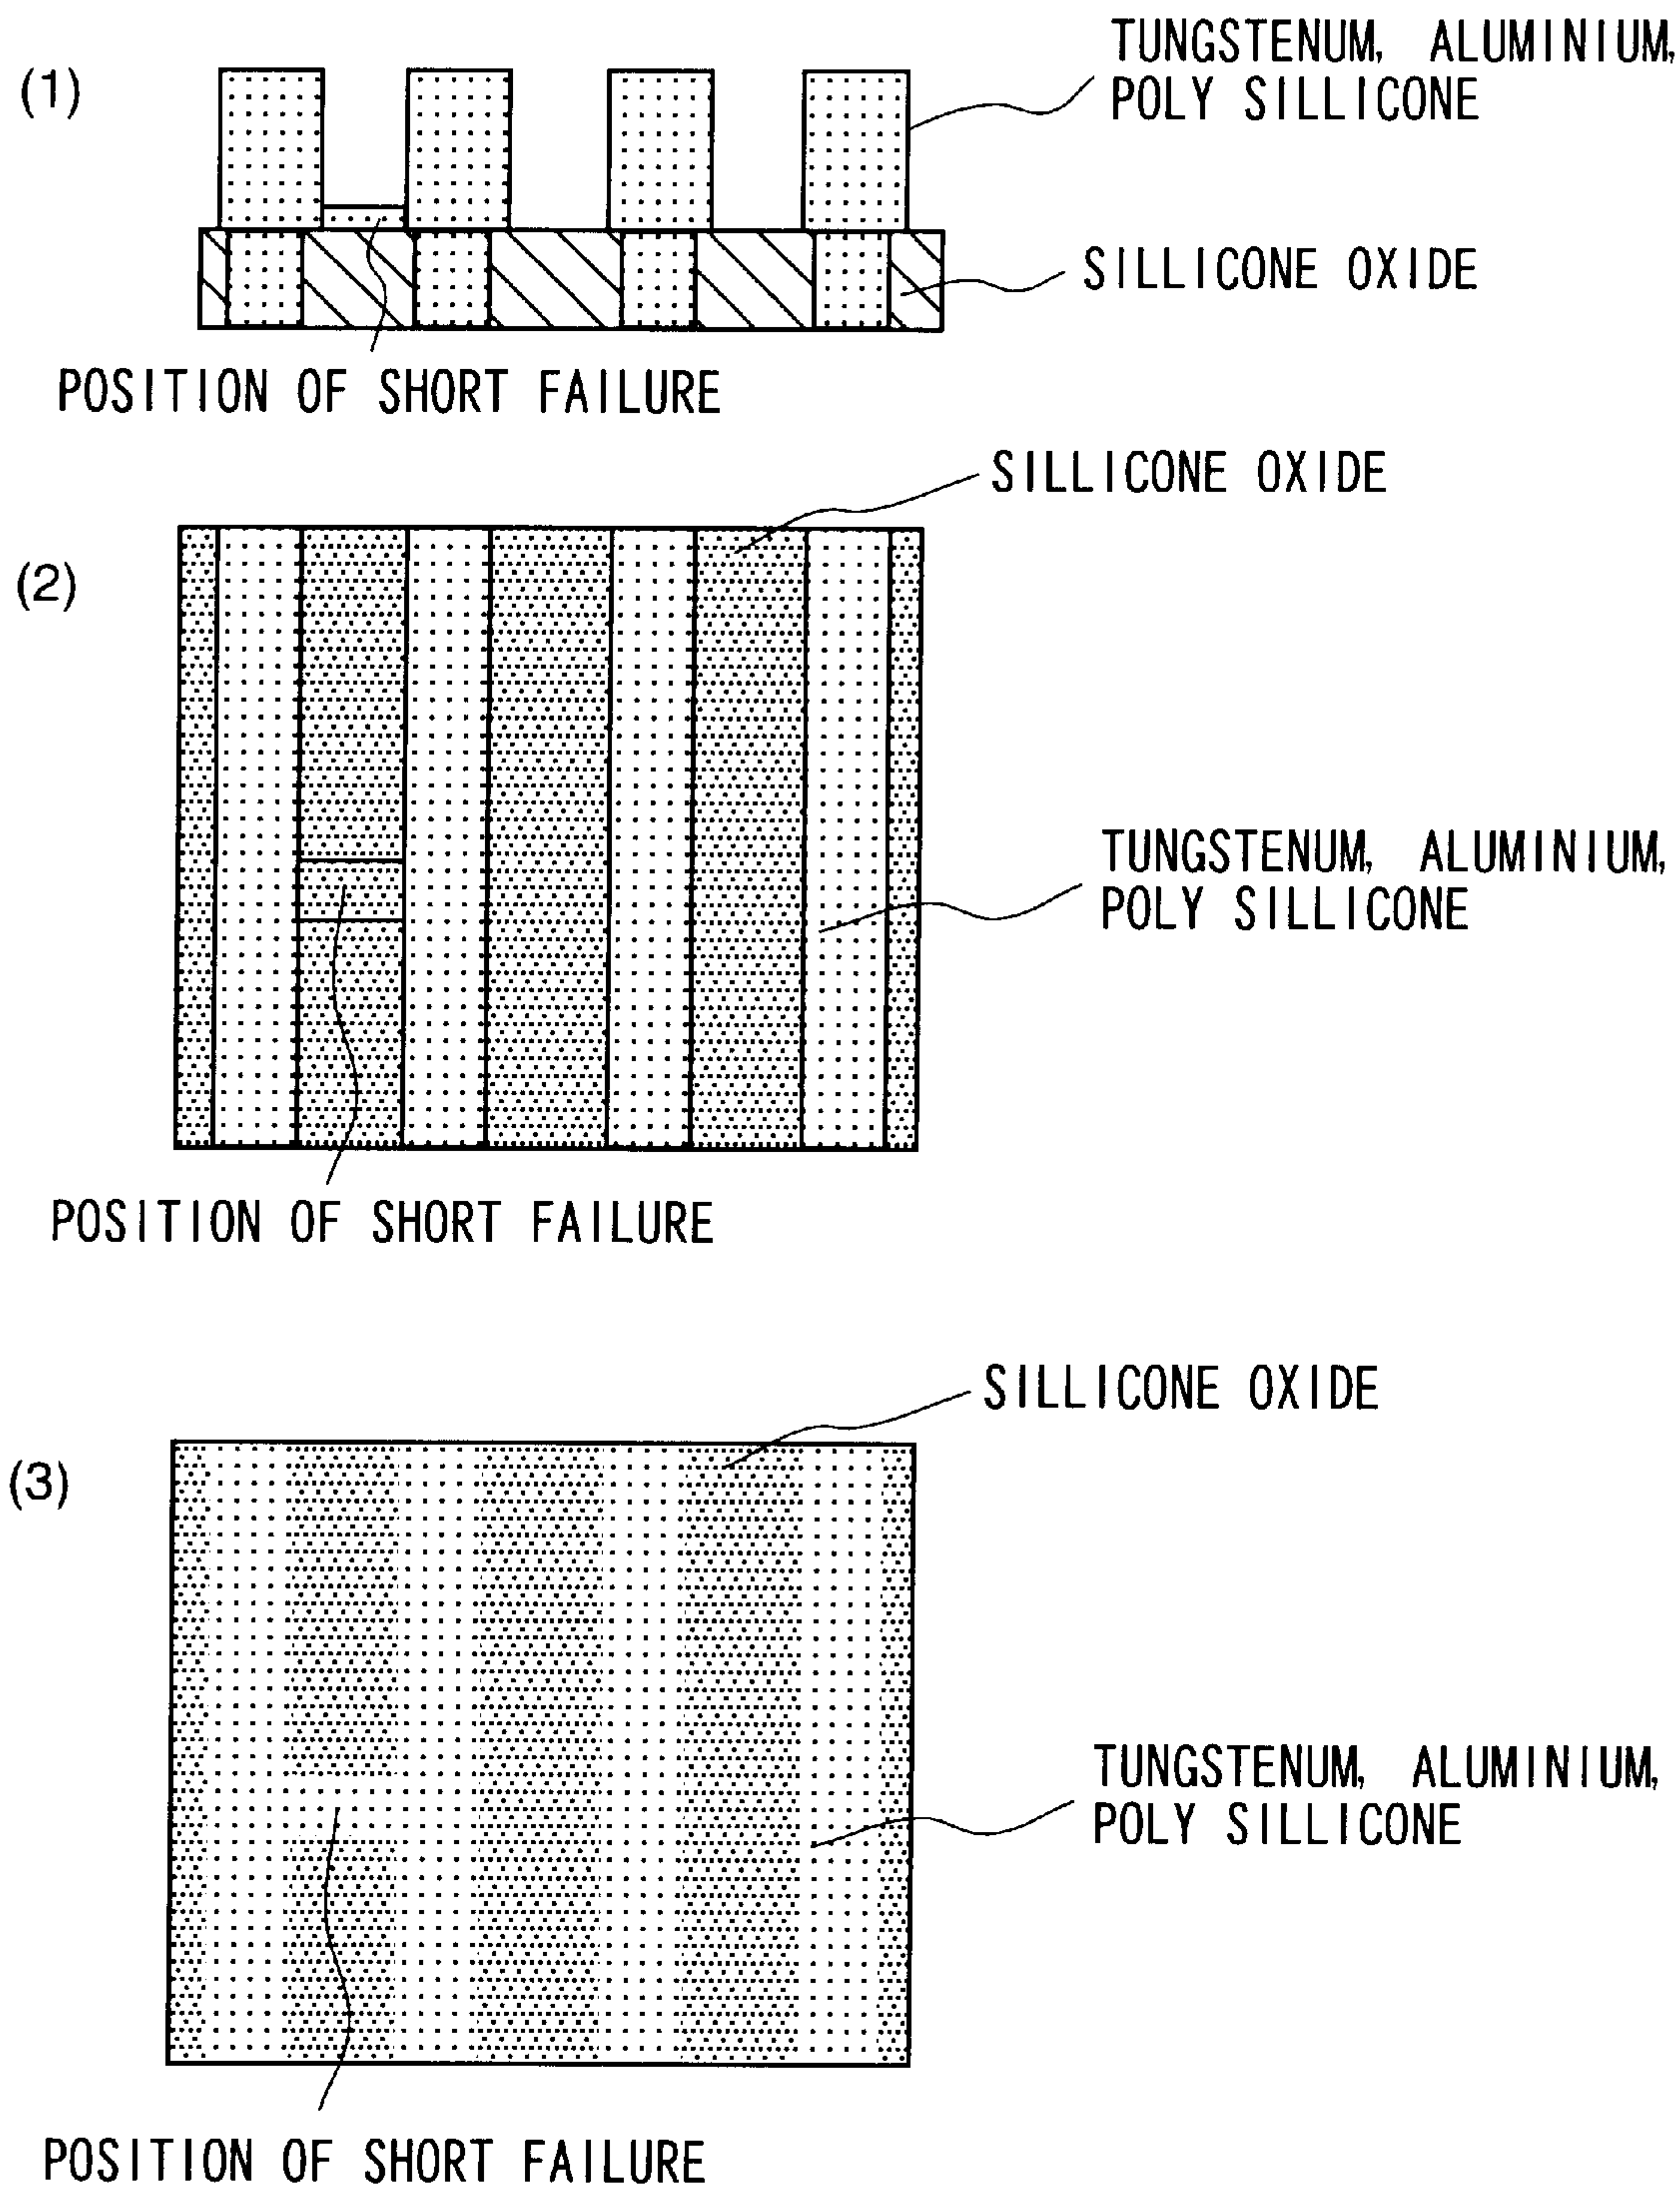 (1)
TUNGSTENUM, ALUMINIUM,
POLY SILLICONE
SILLICONE OXIDE
POSITION OF SHORT FAILURE
(2)
SILLICONE OXIDE
TUNGSTENUM, ALUMINIUM,
POLY SILLICONE
POSITION OF SHORT FAILURE
(3)
SILLICONE OXIDE
TUNGSTENUM, ALUMINIUM,
POLY SILLICONE
POSITION OF SHORT FAILURE